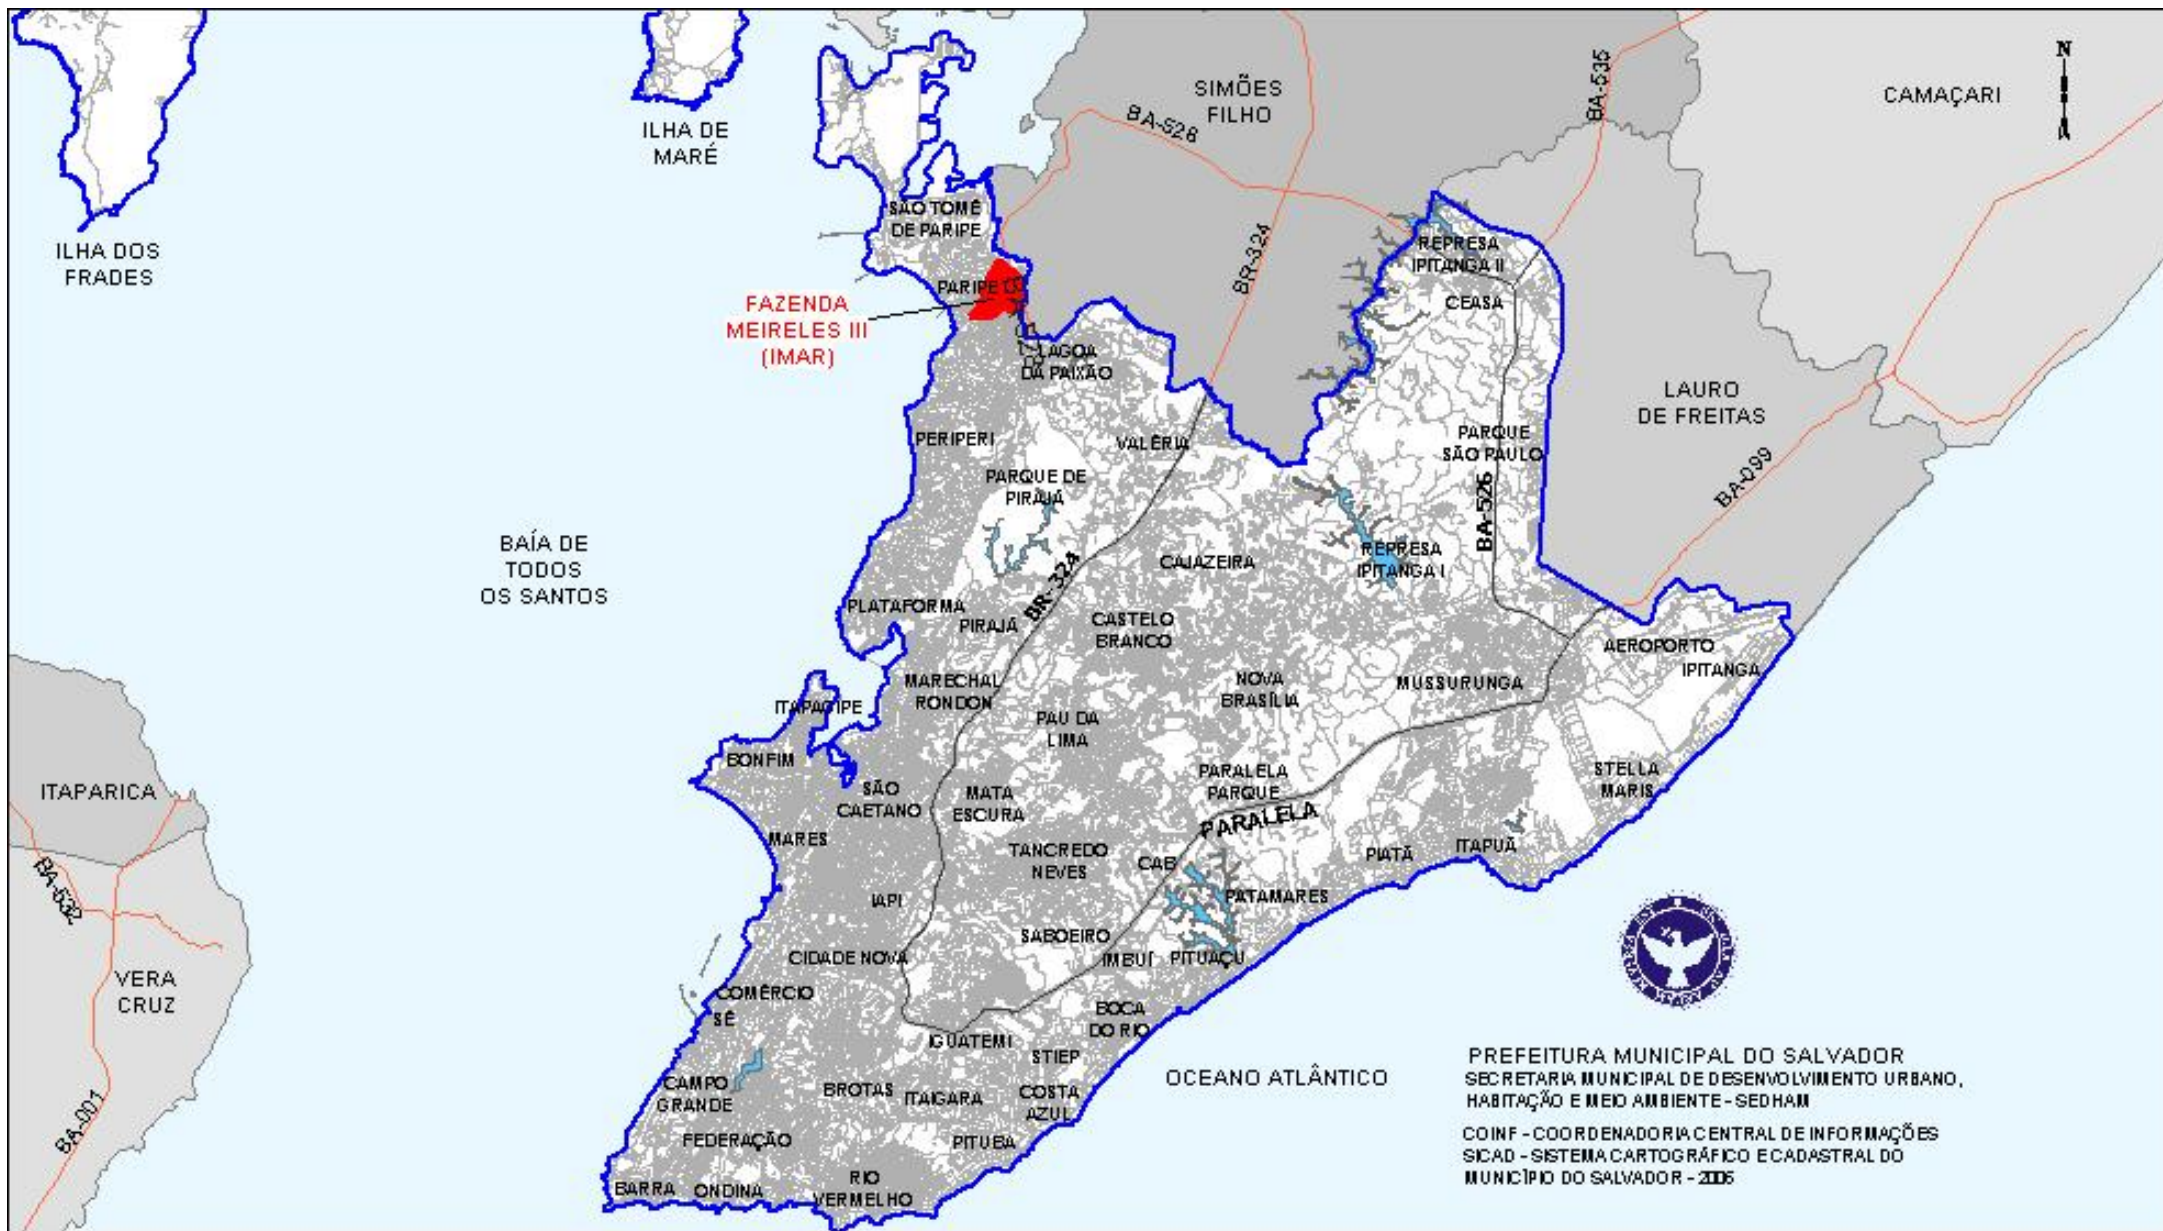 N
ILHA DOS
FRADES
ILHA DE
MARÉ
SIMÕES
FILHO
CAMAÇARI
BA-535
BA-526
BR-324
SÃO TOMÉ
DE PARIPE
PARIPE
FAZENDA
MEIRELES III
(IMAR)
LAGOA
DA PAIXÃO
REPRESA
IPITANGA II
CEASA
LAURO
DE FREITAS
BA-099
PERIPERI
VALÉRIA
PARQUE
SÃO PAULO
PARQUE DE
PIRAJÁ
BA-526
BAÍA DE
TODOS
OS SANTOS
CAJAZEIRA
REPRESA
IPITANGA I
BR-324
PLATAFORMA
PIRAJÁ
CASTELO
BRANCO
AEROPORTO
IPITANGA
MARECHAL
RONDON
NOVA
BRASÍLIA
MUSSURUNGA
ITAPAGIPE
PAU DA
LIMA
BONFIM
PARALELA
PARQUE
STELLA
MARIS
ITAPARICA
SÃO
CAETANO
MATA
ESCURA
PARALELA
MARES
TANCREDO
NEVES
CAB
PIATÃ
ITAPUÃ
BA-532
IAPI
PATAMARES
SABOEIRO
CIDADE NOVA
IMBUÍ
PITUAÇU
VERA
CRUZ
COMÉRCIO
SÉ
BOCA
DO RIO
IGUATEMI
STIEP
OCEANO ATLÂNTICO
BA-001
CAMPO
GRANDE
BROTAS
ITAIGARA
COSTA
AZUL
FEDERAÇÃO
PITUBA
BARRA
ONDINA
RIO
VERMELHO
PREFEITURA MUNICIPAL DO SALVADOR
SECRETARIA MUNICIPAL DE DESENVOLVIMENTO URBANO,
HABITAÇÃO E MEIO AMBIENTE - SEDHAM
COINF - COORDENADORIA CENTRAL DE INFORMAÇÕES
SICAD - SISTEMA CARTOGRÁFICO E CADASTRAL DO
MUNICÍPIO DO SALVADOR - 2006